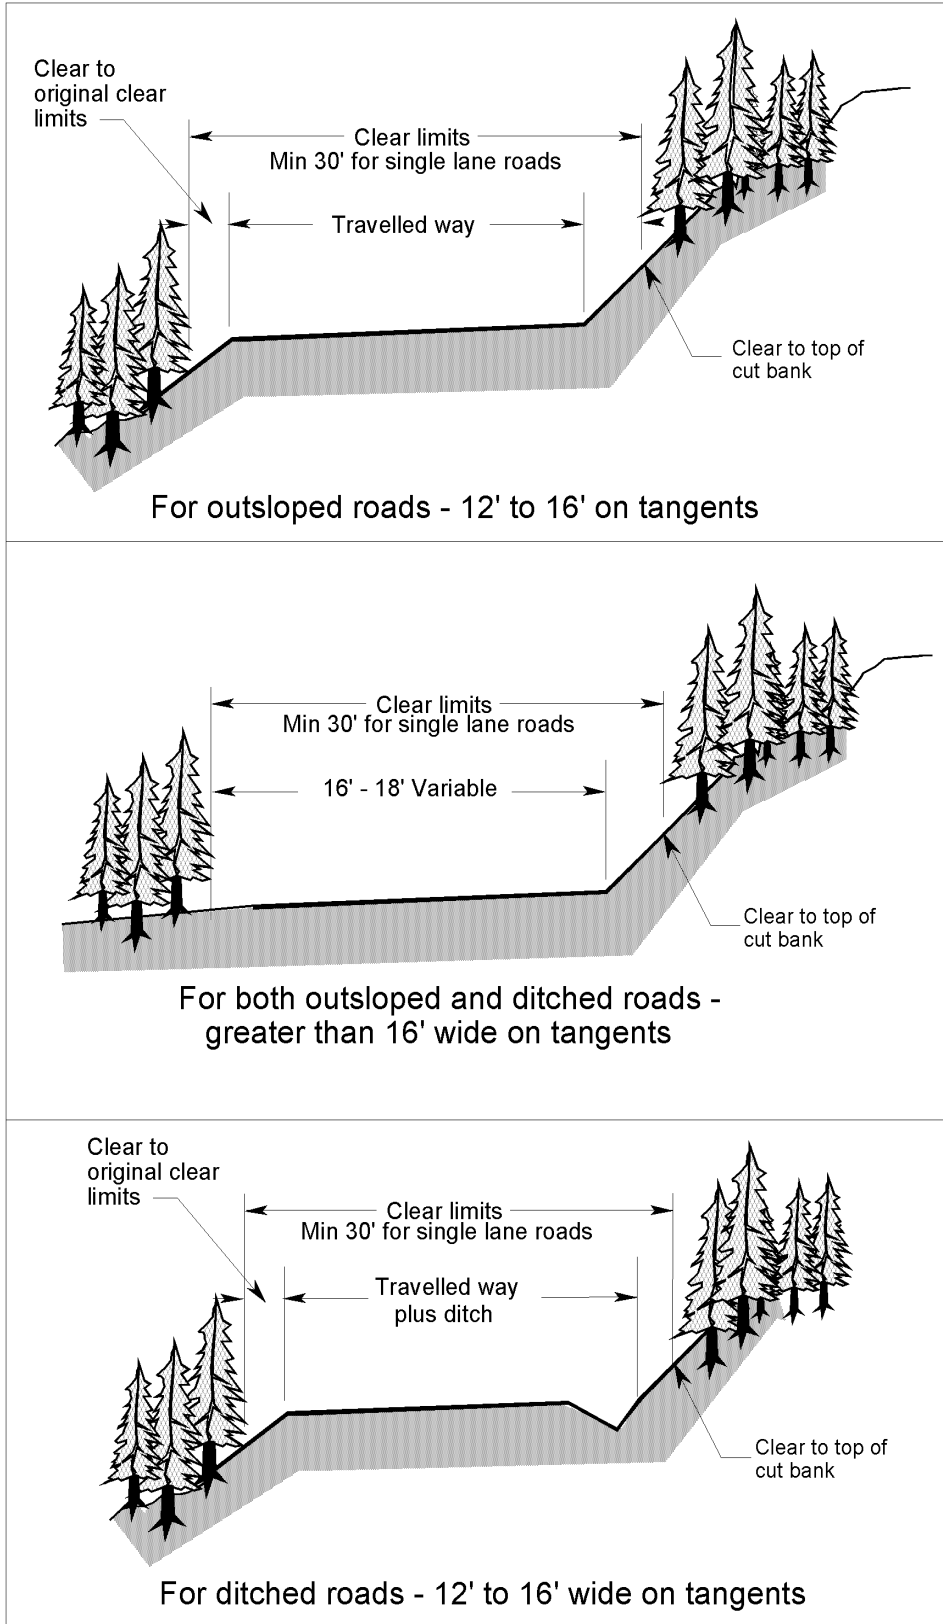 Clear to
original clear
limits
Clear limits
Min 30' for single lane roads
Travelled way
Clear to top of
cut bank
For outsloped roads - 12' to 16' on tangents
Clear limits
Min 30' for single lane roads
16' - 18' Variable
Clear to top of
cut bank
For both outsloped and ditched roads -
greater than 16' wide on tangents
Clear to
original clear
limits
Clear limits
Min 30' for single lane roads
Travelled way
plus ditch
Clear to top of
cut bank
For ditched roads - 12' to 16' wide on tangents